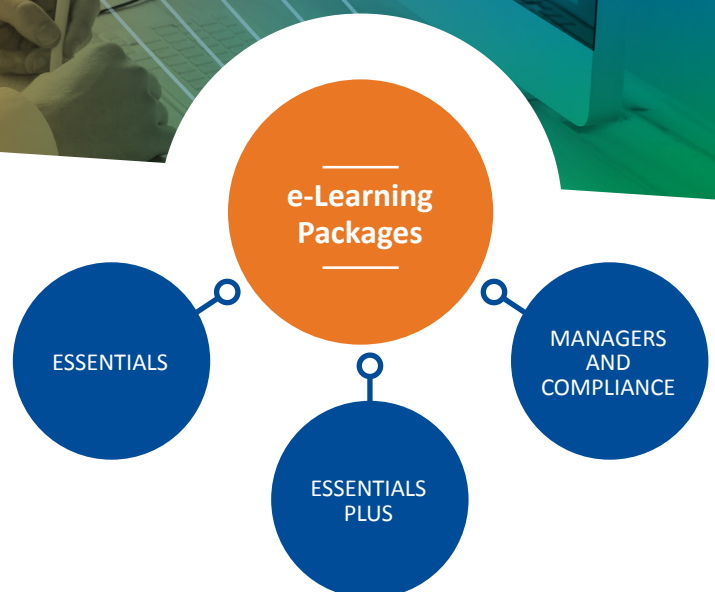 e-Learning
Packages
ESSENTIALS
MANAGERS
AND
COMPLIANCE
ESSENTIALS
PLUS